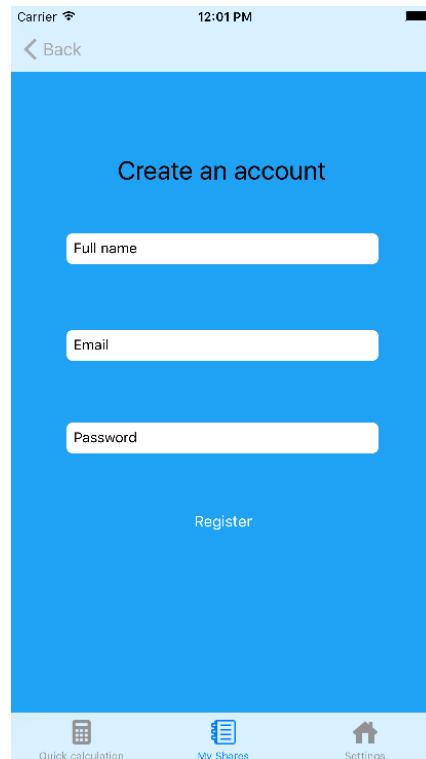 Carrier 12:01 PM
Back
Create an account
Full name
Email
Password
Register
Quick calculation My Shares Settings